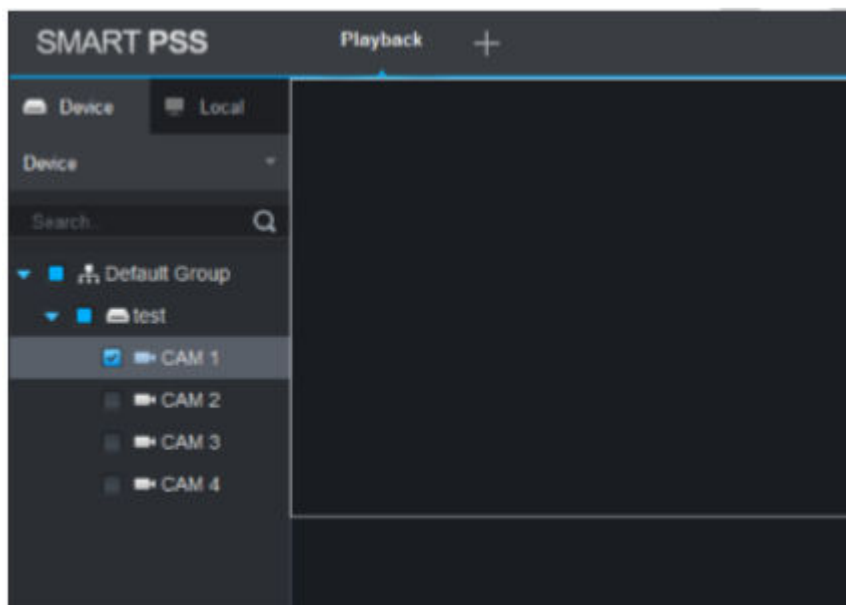 SMART PSS Playback
Device Local
Device
Search..
Default Group
test
CAM 1
CAM 2
CAM 3
CAM 4